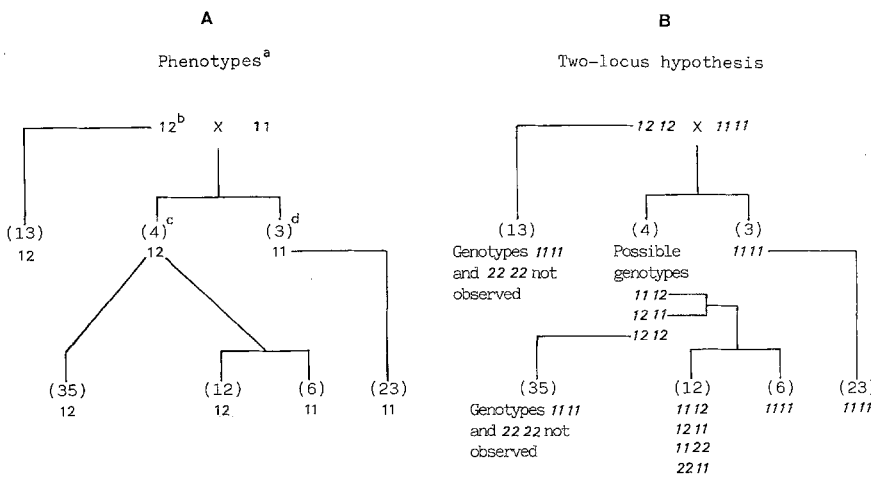 A
Phenotypesa
12b X 11
(13) (4)c (3)d
12 12 11
(35) (12) (6) (23)
12 12 11 11
B
Two-locus hypothesis
12 12 X 11 11
(13) (4) (3)
Genotypes 11 11 Possible 11 11
and 22 22 not genotypes
observed
11 12
12 11
12 12
(35) (12) (6) (23)
Genotypes 11 11 11 12 11 11 11 11
and 22 22 not 12 11
observed 11 22
22 11